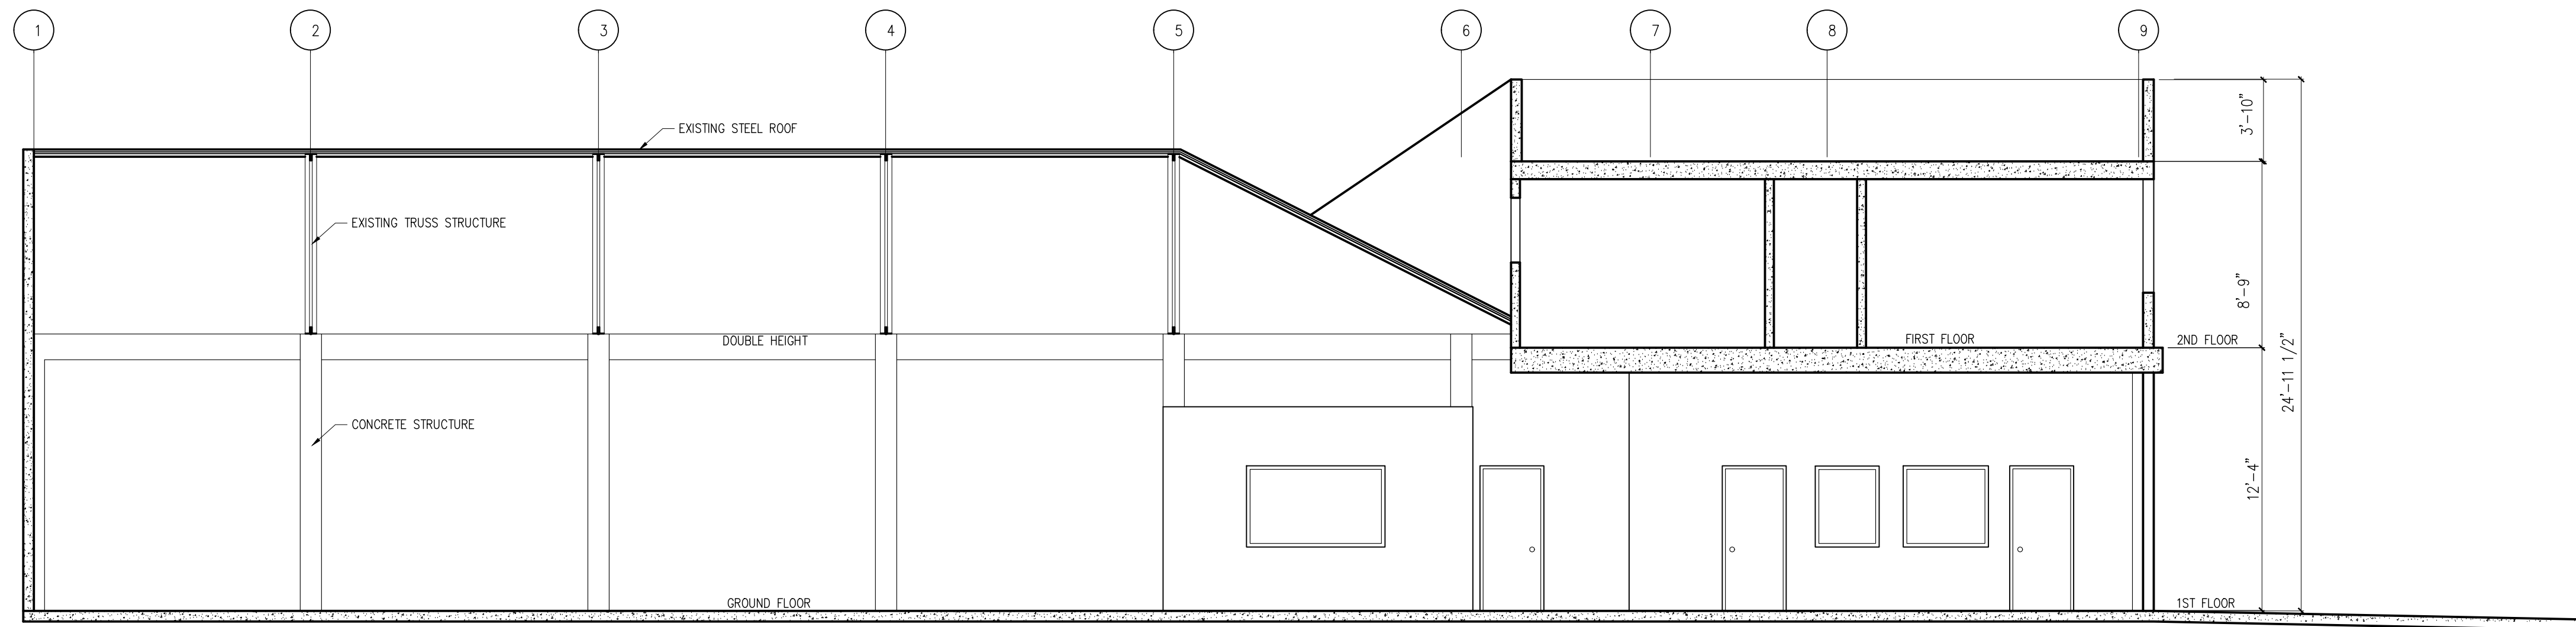 1
2
3
4
5
6
7
8
9
3'-10"
EXISTING STEEL ROOF
EXISTING TRUSS STRUCTURE
8'-9"
DOUBLE HEIGHT
FIRST FLOOR
2ND FLOOR
24'-11 1/2"
CONCRETE STRUCTURE
12'-4"
GROUND FLOOR
1ST FLOOR